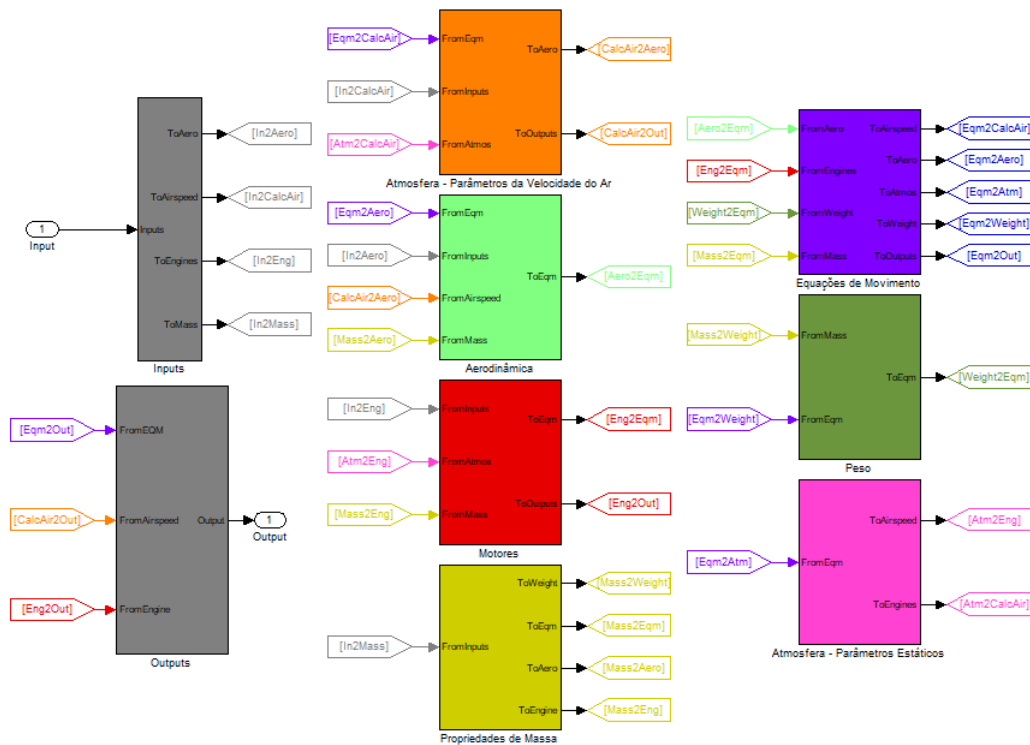 1
Input
Inputs
ToAero
ToAirspeed
ToEngines
ToMass
[In2Aero]
[In2CalcAir]
[In2Eng]
[In2Mass]
Inputs
[Eqm2Out]
[CalcAir2Out]
[Eng2Out]
FromEQM
FromAirspeed
FromEngine
Output
1
Output
Outputs
[Eqm2CalcAir]
[In2CalcAir]
[Atm2CalcAir]
FromEqm
FromInputs
FromAtmos
ToAero
ToOutputs
[CalcAir2Aero]
[CalcAir2Out]
Atmosfera - Parâmetros da Velocidade do Ar
[Eqm2Aero]
[In2Aero]
[CalcAir2Aero]
[Mass2Aero]
FromEqm
FromInputs
FromAirspeed
FromMass
ToEqm
[Aero2Eqm]
Aerodinâmica
[In2Eng]
[Atm2Eng]
[Mass2Eng]
FromInputs
FromAtmos
FromMass
ToEqm
ToOutputs
[Eng2Eqm]
[Eng2Out]
Motores
[In2Mass]
FromInputs
ToWeight
ToEqm
ToAero
ToEngine
[Mass2Weight]
[Mass2Eqm]
[Mass2Aero]
[Mass2Eng]
Propriedades de Massa
[Aero2Eqm]
[Eng2Eqm]
[Weight2Eqm]
[Mass2Eqm]
FromAero
FromEngines
FromWeight
FromMass
ToAirspeed
ToAero
ToAtmos
ToWeight
ToOutputs
[Eqm2CalcAir]
[Eqm2Aero]
[Eqm2Atm]
[Eqm2Weight]
[Eqm2Out]
Equações de Movimento
[Mass2Weight]
[Eqm2Weight]
FromMass
FromEqm
ToEqm
[Weight2Eqm]
Peso
[Eqm2Atm]
FromEqm
ToAirspeed
ToEngines
[Atm2Eng]
[Atm2CalcAir]
Atmosfera - Parâmetros Estáticos